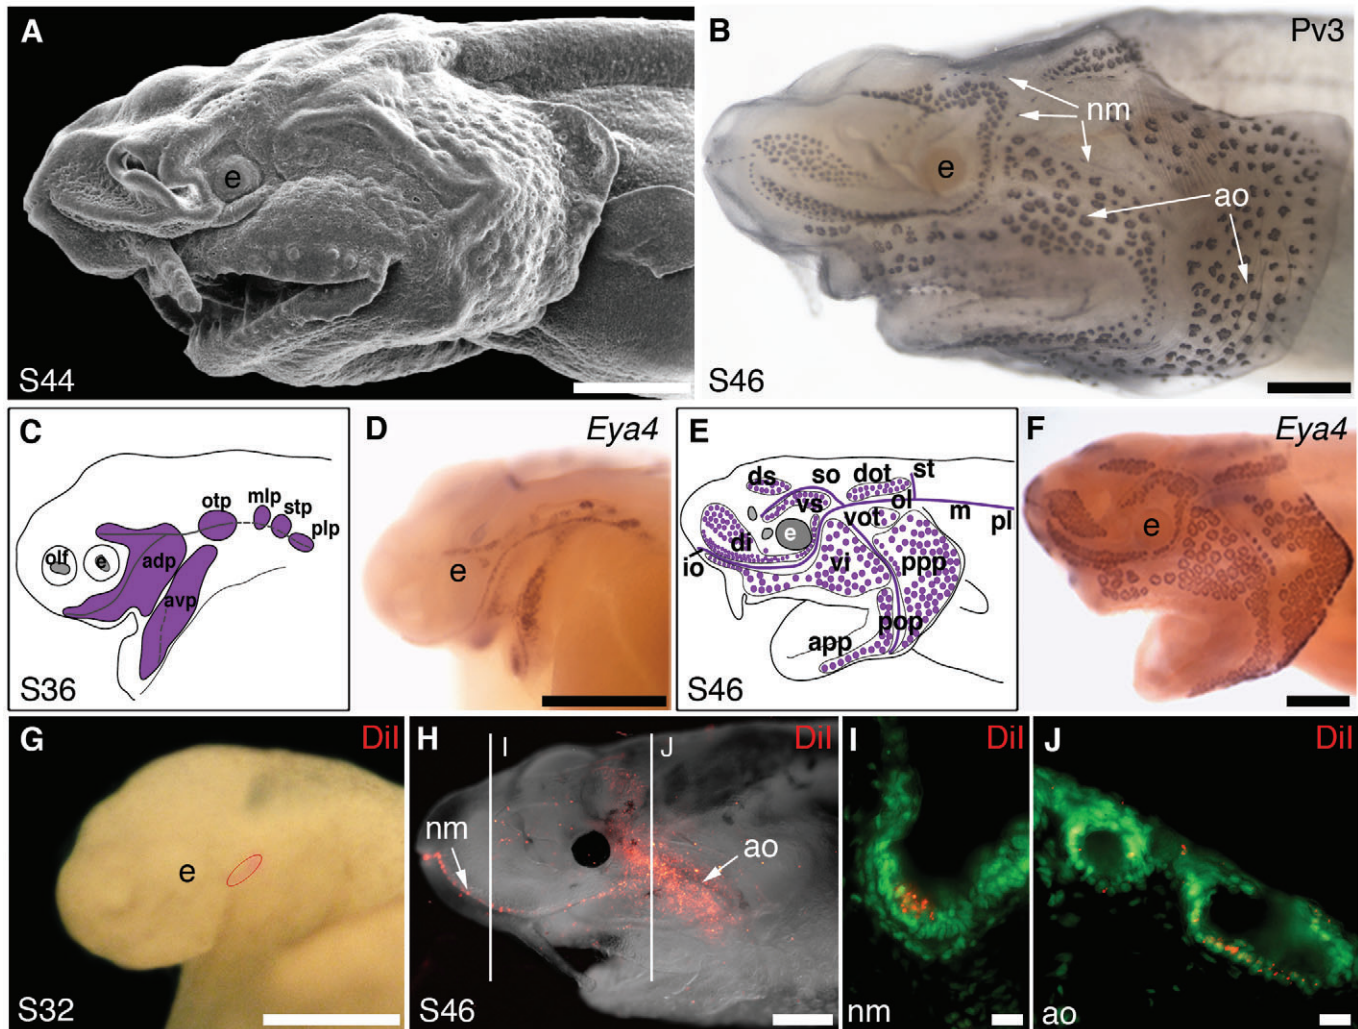 A
e
S44
B
Pv3
nm
e
ao
S46
C
olf
e
adp
avp
otp
mlp
stp
plp
S36
D
Eya4
e
E
ds
so
dot
st
vs
ol
m
pl
vot
e
di
io
vi
ppp
pop
app
S46
F
Eya4
e
G
DiI
e
S32
H
I
J
DiI
nm
ao
S46
I
DiI
nm
J
DiI
ao